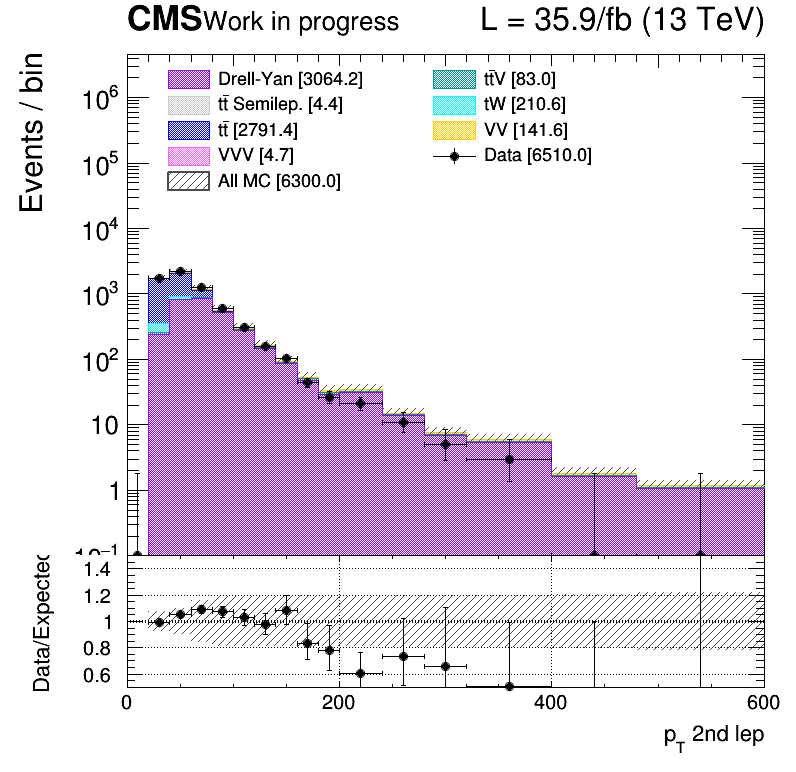 CMS Work in progress L = 35.9/fb (13 TeV)
Events / bin
Drell-Yan [3064.2]
tt̄ Semilep. [4.4]
tt̄ [2791.4]
VVV [4.7]
All MC [6300.0]
tt̄V [83.0]
tW [210.6]
VV [141.6]
Data [6510.0]
10⁶
10⁵
10⁴
10³
10²
10
1
10⁻¹
Data/Expected
1.4
1.2
1
0.8
0.6
0 200 400 600
p_T 2nd lep